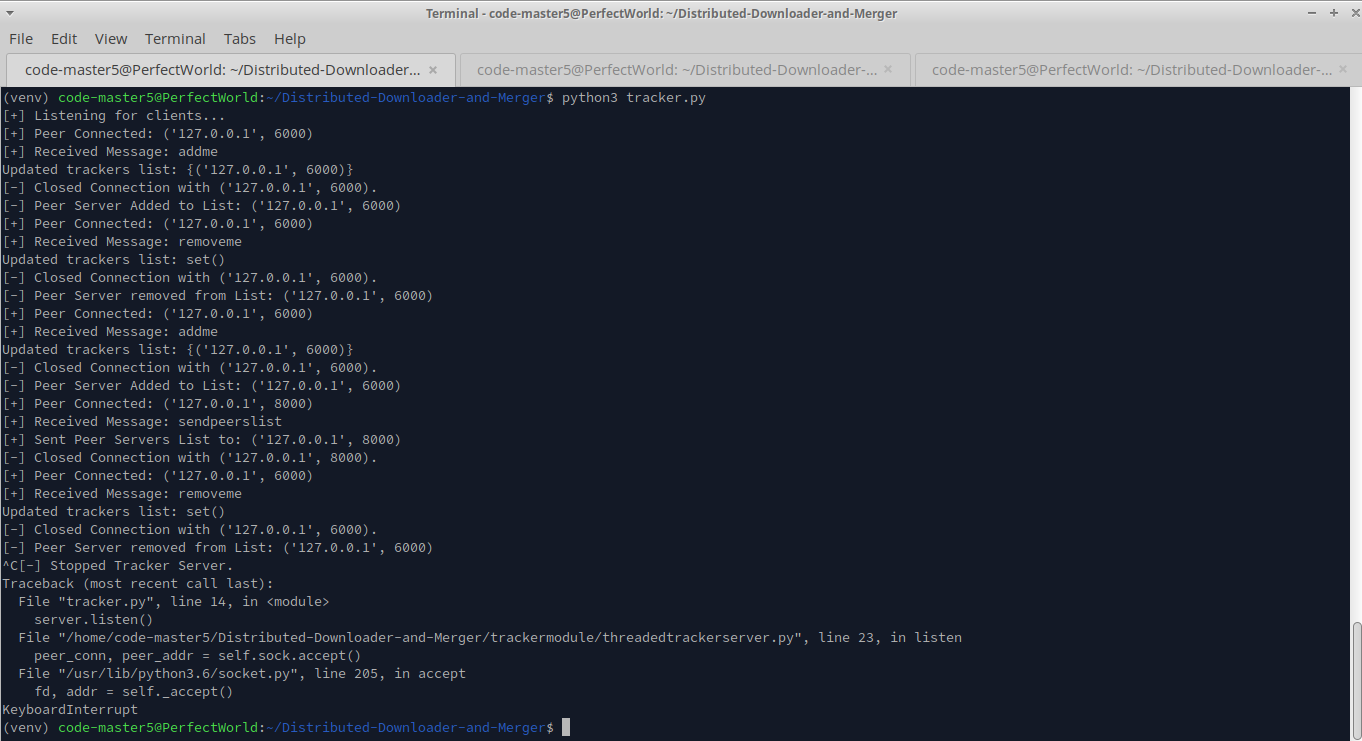 Terminal - code-master5@PerfectWorld: ~/Distributed-Downloader-and-Merger
File Edit View Terminal Tabs Help
code-master5@PerfectWorld: ~/Distributed-Downloader... × code-master5@PerfectWorld: ~/Distributed-Downloader-... × code-master5@PerfectWorld: ~/Distributed-Downloader-... ×
(venv) code-master5@PerfectWorld:~/Distributed-Downloader-and-Merger$ python3 tracker.py
[+] Listening for clients...
[+] Peer Connected: ('127.0.0.1', 6000)
[+] Received Message: addme
Updated trackers list: {('127.0.0.1', 6000)}
[-] Closed Connection with ('127.0.0.1', 6000).
[-] Peer Server Added to List: ('127.0.0.1', 6000)
[+] Peer Connected: ('127.0.0.1', 6000)
[+] Received Message: removeme
Updated trackers list: set()
[-] Closed Connection with ('127.0.0.1', 6000).
[-] Peer Server removed from List: ('127.0.0.1', 6000)
[+] Peer Connected: ('127.0.0.1', 6000)
[+] Received Message: addme
Updated trackers list: {('127.0.0.1', 6000)}
[-] Closed Connection with ('127.0.0.1', 6000).
[-] Peer Server Added to List: ('127.0.0.1', 6000)
[+] Peer Connected: ('127.0.0.1', 8000)
[+] Received Message: sendpeerslist
[+] Sent Peer Servers List to: ('127.0.0.1', 8000)
[-] Closed Connection with ('127.0.0.1', 8000).
[+] Peer Connected: ('127.0.0.1', 6000)
[+] Received Message: removeme
Updated trackers list: set()
[-] Closed Connection with ('127.0.0.1', 6000).
[-] Peer Server removed from List: ('127.0.0.1', 6000)
^C[-] Stopped Tracker Server.
Traceback (most recent call last):
  File "tracker.py", line 14, in <module>
    server.listen()
  File "/home/code-master5/Distributed-Downloader-and-Merger/trackermodule/threadedtrackerserver.py", line 23, in listen
    peer_conn, peer_addr = self.sock.accept()
  File "/usr/lib/python3.6/socket.py", line 205, in accept
    fd, addr = self._accept()
KeyboardInterrupt
(venv) code-master5@PerfectWorld:~/Distributed-Downloader-and-Merger$